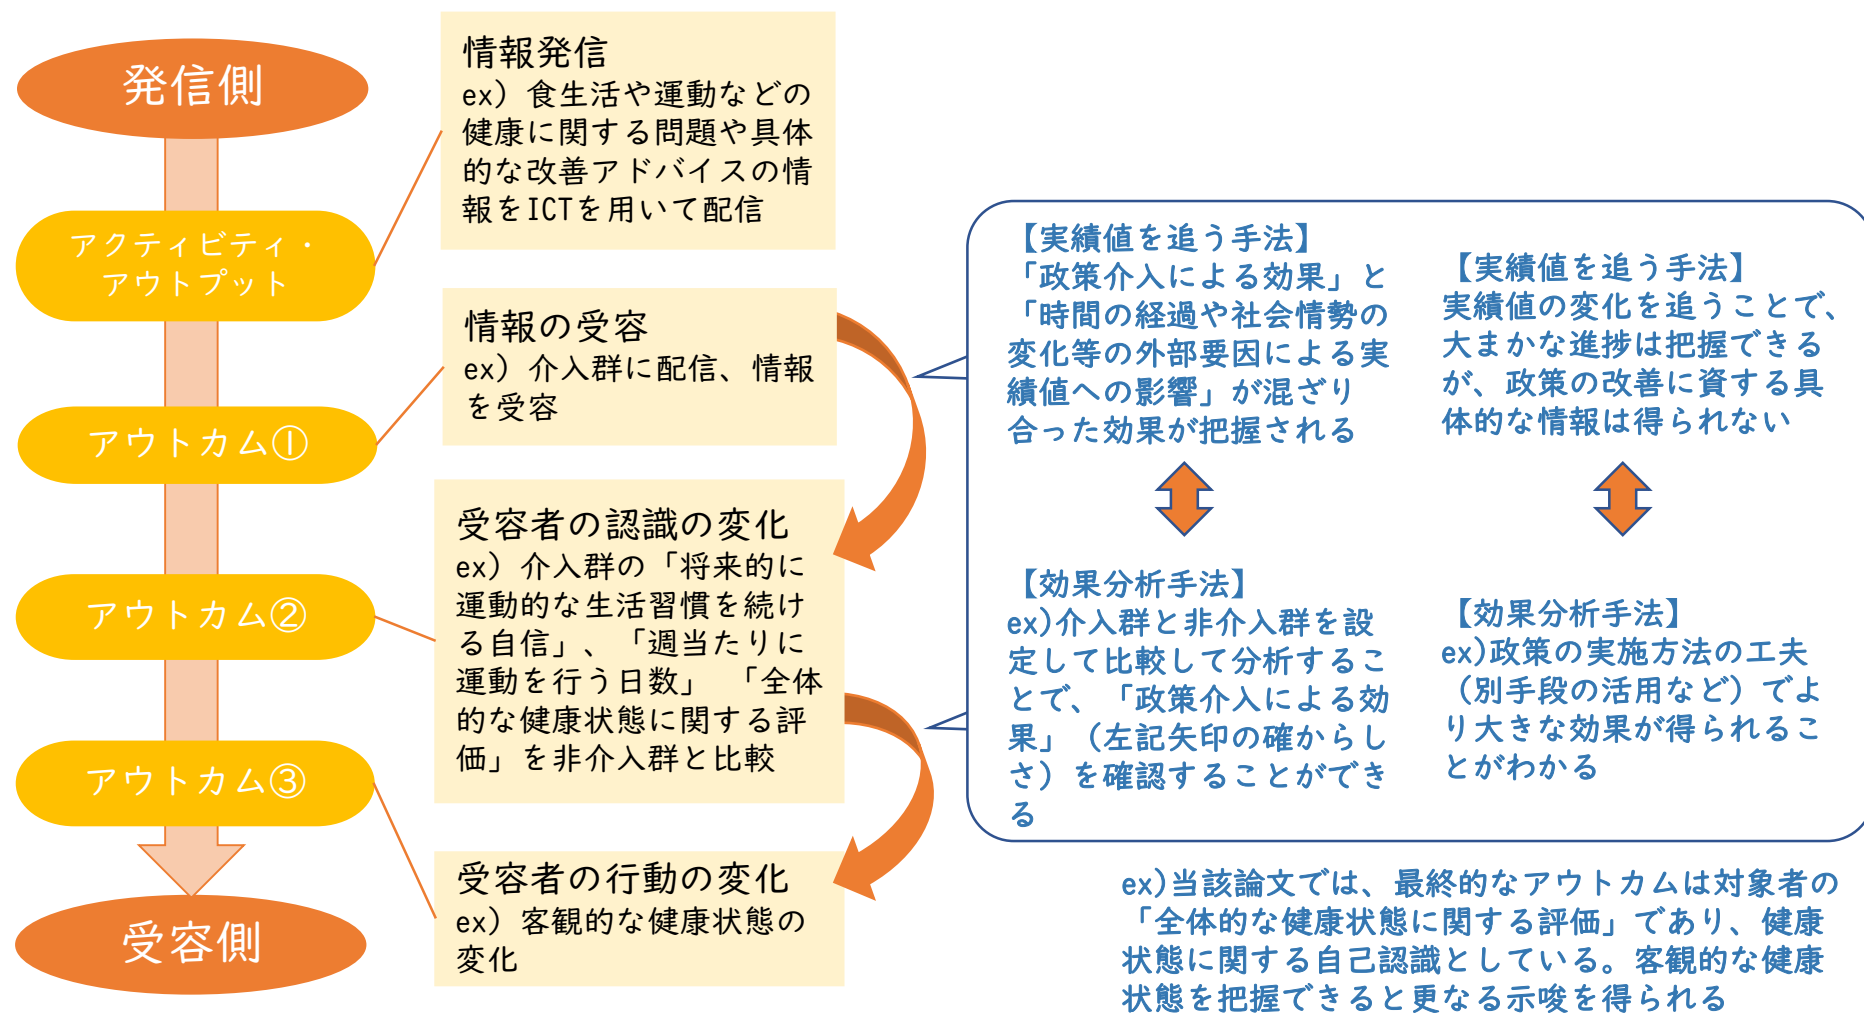 発信側
アクティビティ・
アウトプット
アウトカム①
アウトカム②
アウトカム③
受容側
情報発信
ex）食生活や運動などの
健康に関する問題や具体
的な改善アドバイスの情
報をICTを用いて配信
情報の受容
ex）介入群に配信、情報
を受容
受容者の認識の変化
ex）介入群の「将来的に
運動的な生活習慣を続け
る自信」、「週当たりに
運動を行う日数」 「全体
的な健康状態に関する評
価」を非介入群と比較
受容者の行動の変化
ex）客観的な健康状態の
変化
【実績値を追う手法】
「政策介入による効果」と
「時間の経過や社会情勢の
変化等の外部要因による実
績値への影響」が混ざり
合った効果が把握される
【効果分析手法】
ex)介入群と非介入群を設
定して比較して分析するこ
とで、「政策介入による効
果」（左記矢印の確からし
さ）を確認することができ
る
【実績値を追う手法】
実績値の変化を追うことで、
大まかな進捗は把握できる
が、政策の改善に資する具
体的な情報は得られない
【効果分析手法】
ex)政策の実施方法の工夫
（別手段の活用など）でよ
り大きな効果が得られるこ
とがわかる
ex)当該論文では、最終的なアウトカムは対象者の
「全体的な健康状態に関する評価」であり、健康
状態に関する自己認識としている。客観的な健康
状態を把握できると更なる示唆を得られる